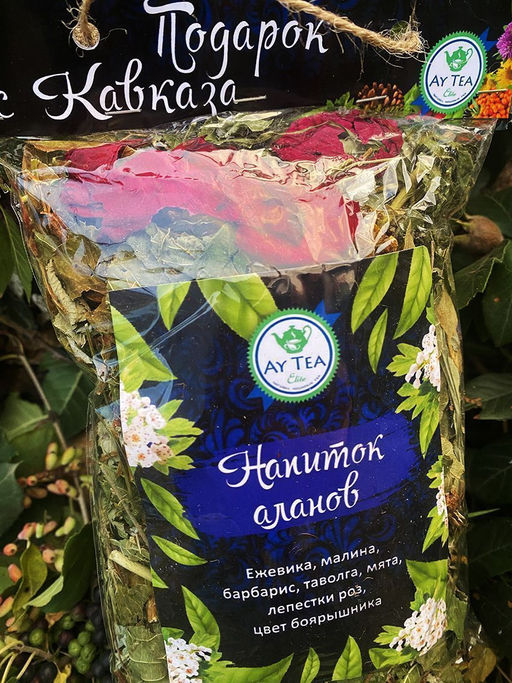 Подарок
Кавказа
AY TEA
Elite
AY TEA
Elite
Напиток
аланов
Ежевика, малина,
барбарис, таволга, мята,
лепестки роз,
цвет боярышника